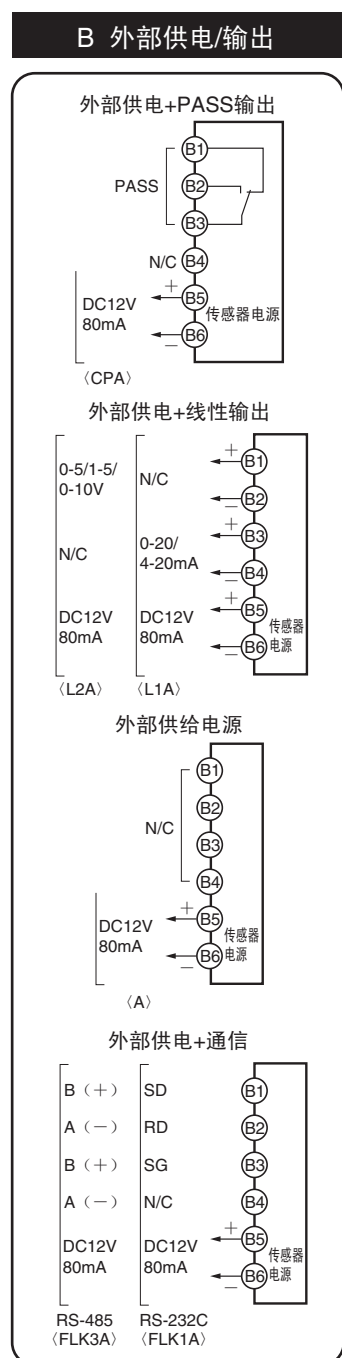 B 外部供电/输出
外部供电+PASS输出
B1
PASS B2
B3
N/C B4
DC12V + B5
80mA 传感器电源
− B6
〈CPA〉
外部供电+线性输出
0-5/1-5/ N/C + B1
0-10V − B2
N/C 0-20/ + B3
4-20mA − B4
DC12V DC12V + B5 传感器
80mA 80mA − B6 电源
〈L2A〉 〈L1A〉
外部供给电源
B1
B2
N/C
B3
B4
DC12V + B5 传感器
80mA − B6 电源
〈A〉
外部供电+通信
B（+） SD B1
A（−） RD B2
B（+） SG B3
A（−） N/C B4
DC12V DC12V + B5 传感器
80mA 80mA − B6 电源
RS-485 RS-232C
〈FLK3A〉 〈FLK1A〉